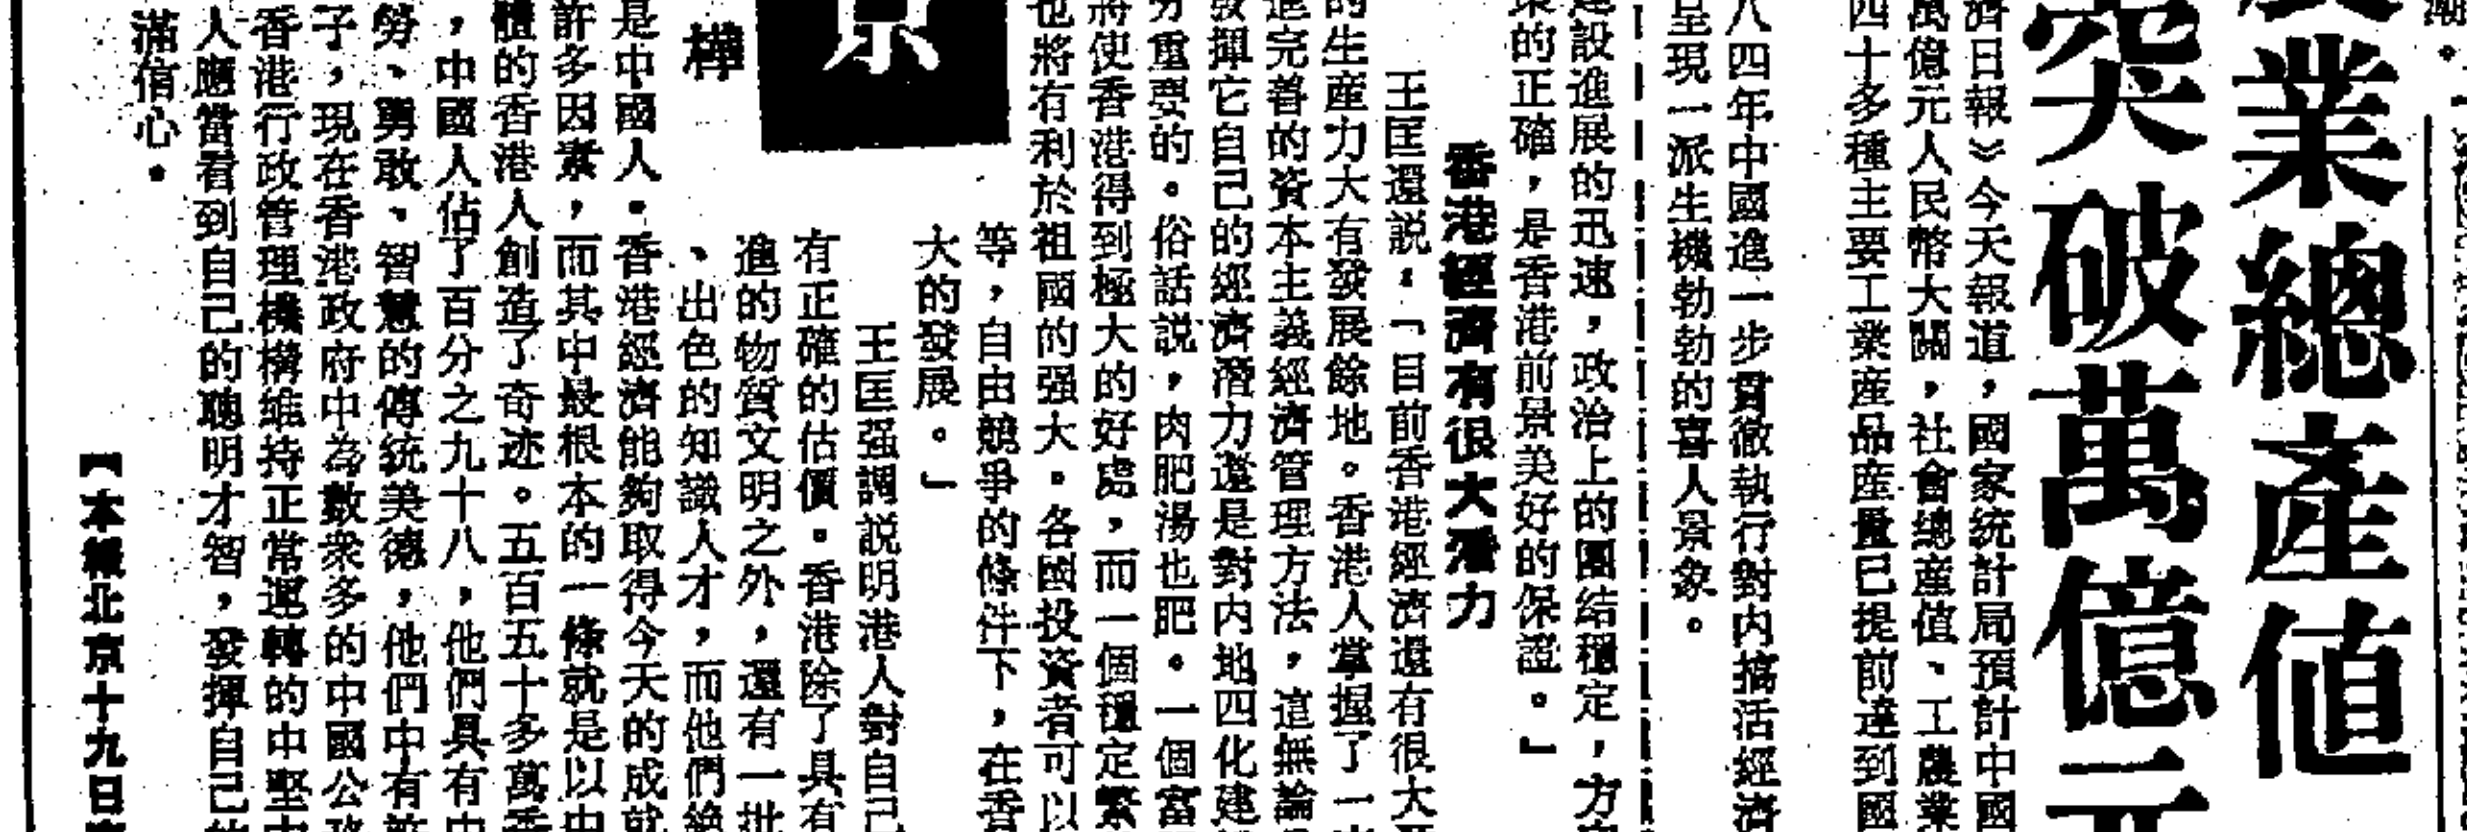 潮。
農業總產值
突破萬億元
濟日報》今天報道，國家統計局預計中國
萬億元人民幣大關，社會總產值、工農業
四十多種主要工業產品產量已提前達到國
八四年中國進一步貫徹執行對內搞活經濟
呈現一派生機勃勃的喜人景象。
建設進展的迅速，政治上的團結穩定，方
策的正確，是香港前景美好的保證。」
香港經濟有很大潛力
王匡還説，「目前香港經濟還有很大
的生產力大有發展餘地。香港人掌握了一
進完善的資本主義經濟管理方法，這無論
發揮它自己的經濟潛力還是對內地四化建
分重要的。俗話説，肉肥湯也肥。一個富
將使香港得到極大的好處，而一個穩定繁
也將有利於祖國的强大。各國投資者可以
等，自由競爭的條件下，在香
大的發展。」
京
樺
王匡强調説明港人對自己
有正確的估價。香港除了具有
進的物質文明之外，還有一批
、出色的知識人才，而他們絶
是中國人。香港經濟能夠取得今天的成就
許多因素，而其中最根本的一條就是以中
體的香港人創造了奇迹。五百五十多萬香
，中國人佔了百分之九十八，他們具有中
勞、勇敢、智慧的傳統美德，他們中有許
子，現在香港政府中為數衆多的中國公務
香港行政管理機構維持正常運轉的中堅力
人應當看到自己的聰明才智，發揮自己的
滿信心。
【本報北京十九日